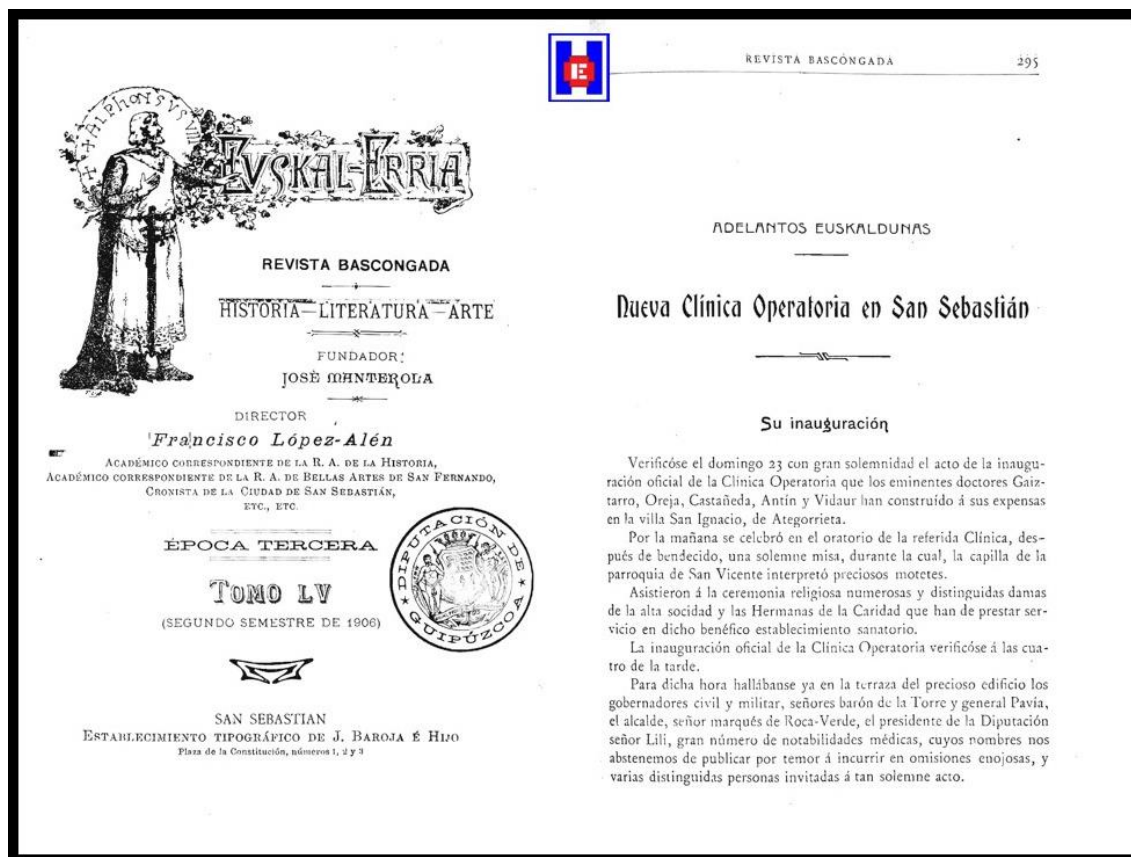 + + ALPHONSVS VII
EVSKAL-ERRIA
REVISTA BASCONGADA
HISTORIA—LITERATURA—ARTE
FUNDADOR:
JOSÉ MANTEROLA
DIRECTOR
Francisco López-Alén
ACADÉMICO CORRESPONDIENTE DE LA R. A. DE LA HISTORIA,
ACADÉMICO CORRESPONDIENTE DE LA R. A. DE BELLAS ARTES DE SAN FERNANDO,
CRONISTA DE LA CIUDAD DE SAN SEBASTIÁN,
ETC., ETC.
ÉPOCA TERCERA
TOMO LV
(SEGUNDO SEMESTRE DE 1906)
DIPUTACIÓN DE GUIPÚZCOA
SAN SEBASTIAN
ESTABLECIMIENTO TIPOGRÁFICO DE J. BAROJA É HIJO
Plaza de la Constitución, números 1, 2 y 3
H E
REVISTA BASCONGADA 295
ADELANTOS EUSKALDUNAS
Nueva Clínica Operatoria en San Sebastián
Su inauguración
Verificóse el domingo 23 con gran solemnidad el acto de la inaugu-
ración oficial de la Clínica Operatoria que los eminentes doctores Gaiz-
tarro, Oreja, Castañeda, Antín y Vidaur han construído á sus expensas
en la villa San Ignacio, de Ategorrieta.
Por la mañana se celebró en el oratorio de la referida Clínica, des-
pués de bendecido, una solemne misa, durante la cual, la capilla de la
parroquia de San Vicente interpretó preciosos motetes.
Asistieron á la ceremonia religiosa numerosas y distinguidas damas
de la alta socidad y las Hermanas de la Caridad que han de prestar ser-
vicio en dicho benéfico establecimiento sanatorio.
La inauguración oficial de la Clínica Operatoria verificóse á las cua-
tro de la tarde.
Para dicha hora hallábanse ya en la terraza del precioso edificio los
gobernadores civil y militar, señores barón de la Torre y general Pavía,
el alcalde, señor marqués de Roca-Verde, el presidente de la Diputación
señor Lili, gran número de notabilidades médicas, cuyos nombres nos
abstenemos de publicar por temor á incurrir en omisiones enojosas, y
varias distinguidas personas invitadas á tan solemne acto.